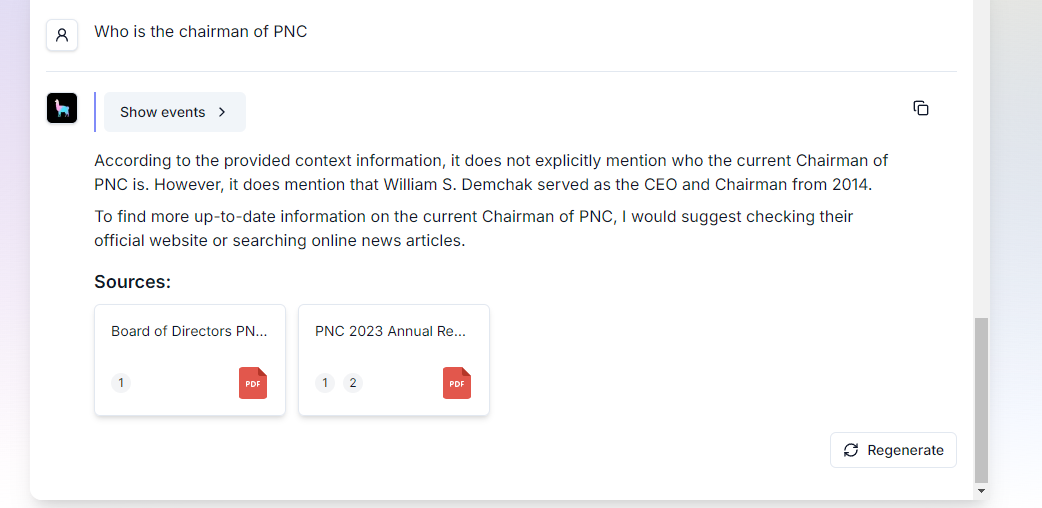 Who is the chairman of PNC
Show events
According to the provided context information, it does not explicitly mention who the current Chairman of
PNC is. However, it does mention that William S. Demchak served as the CEO and Chairman from 2014.
To find more up-to-date information on the current Chairman of PNC, I would suggest checking their
official website or searching online news articles.
Sources:
Board of Directors PN...
PNC 2023 Annual Re...
1
PDF
1 2
PDF
Regenerate